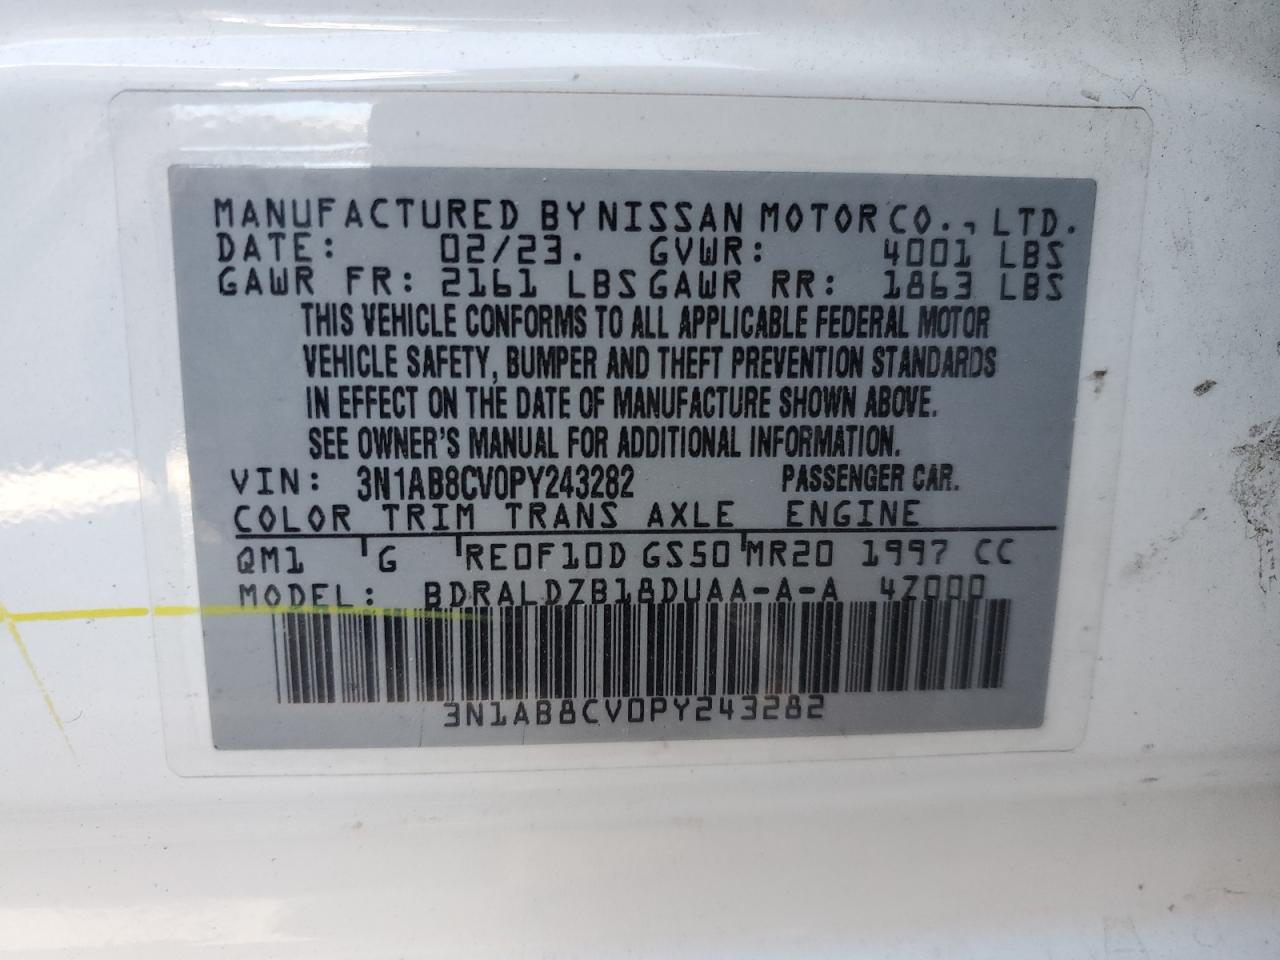 MANUFACTURED BY NISSAN MOTOR CO., LTD.
DATE: 02/23. GVWR: 4001 LBS
GAWR FR: 2161 LBS GAWR RR: 1863 LBS
THIS VEHICLE CONFORMS TO ALL APPLICABLE FEDERAL MOTOR
VEHICLE SAFETY, BUMPER AND THEFT PREVENTION STANDARDS
IN EFFECT ON THE DATE OF MANUFACTURE SHOWN ABOVE.
SEE OWNER'S MANUAL FOR ADDITIONAL INFORMATION.
VIN: 3N1AB8CV0PY243282 PASSENGER CAR.
COLOR TRIM TRANS AXLE ENGINE
QM1 G RE0F10D GS50 MR20 1997 CC
MODEL: BDRALDZB18DUAA-A-A 4Z000
3N1AB8CV0PY243282